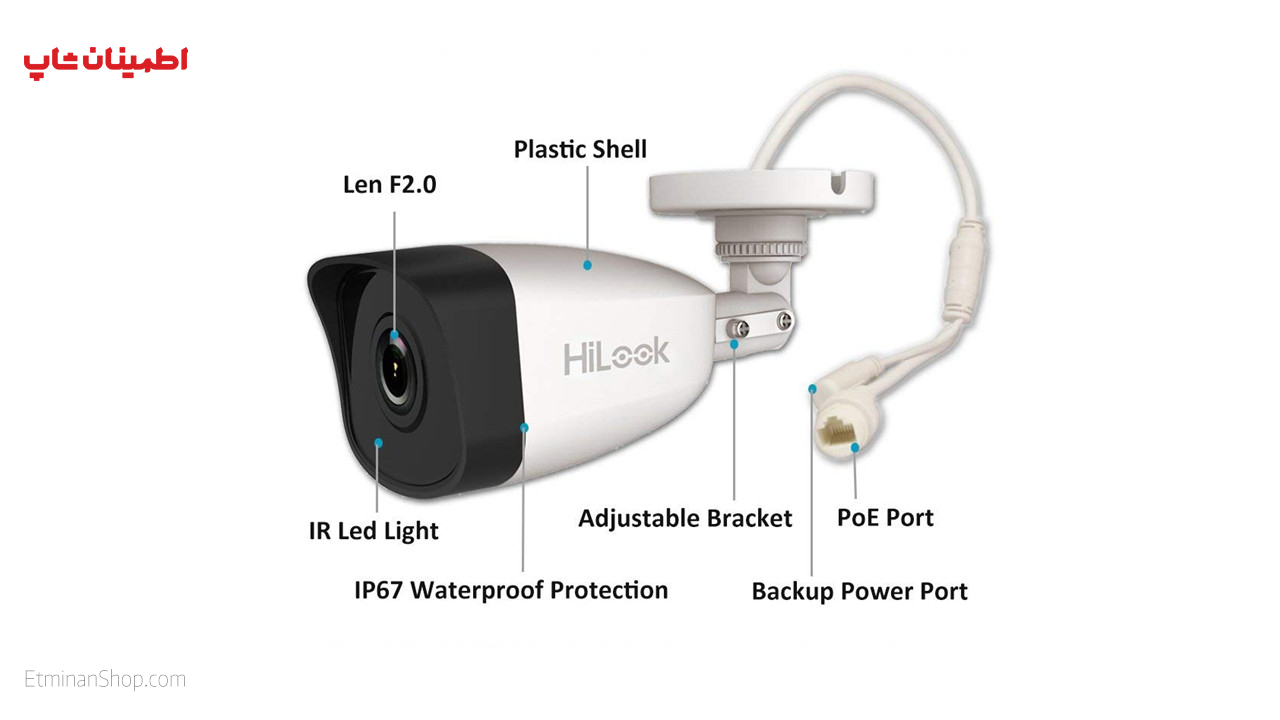 اطمینان شاپ
Plastic Shell
Len F2.0
HiLook
IR Led Light
Adjustable Bracket
PoE Port
IP67 Waterproof Protection
Backup Power Port
EtminanShop.com